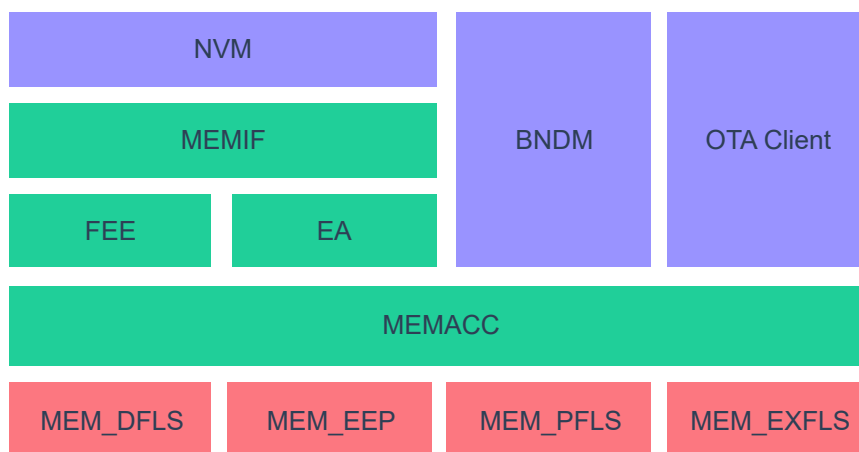 NVM
BNDM
OTA Client
MEMIF
FEE
EA
MEMACC
MEM_DFLS
MEM_EEP
MEM_PFLS
MEM_EXFLS